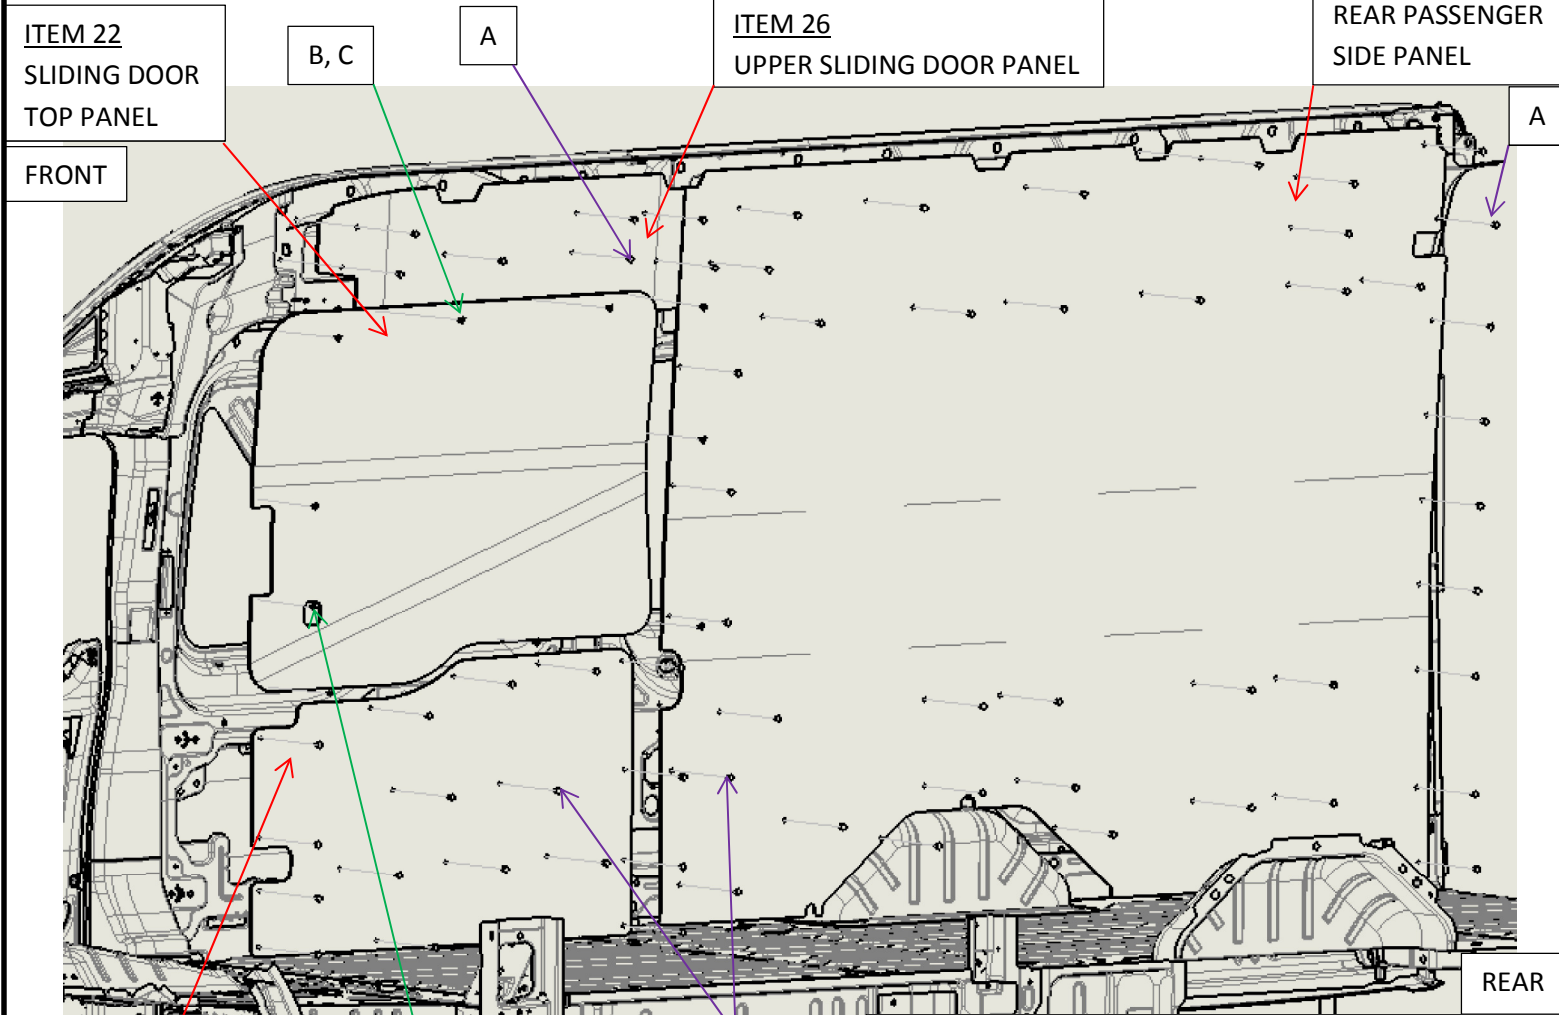 ITEM 22
SLIDING DOOR
TOP PANEL
B, C
A
ITEM 26
UPPER SLIDING DOOR PANEL
REAR PASSENGER
SIDE PANEL
A
FRONT
REAR